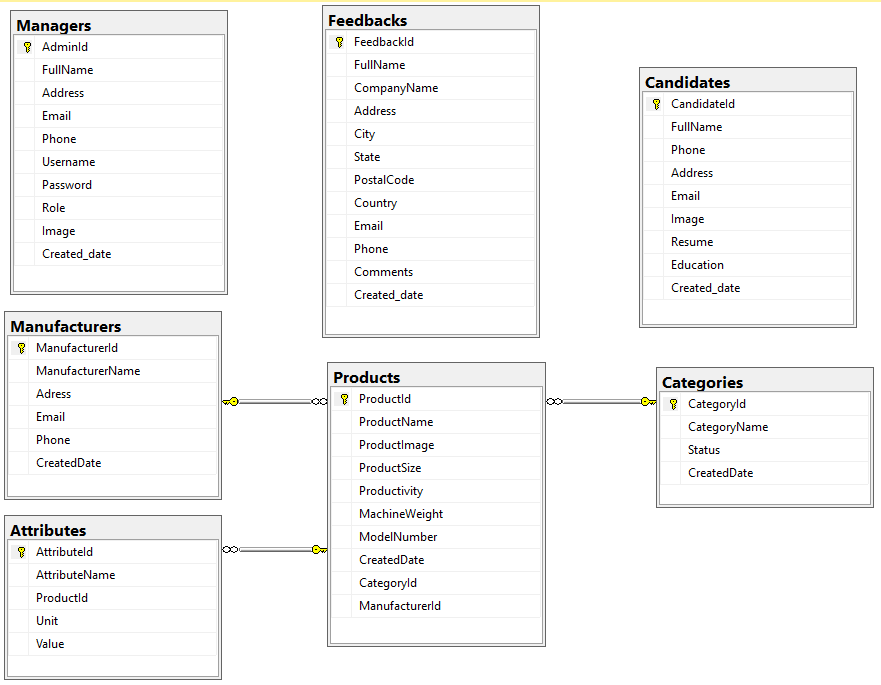 Managers
AdminId
FullName
Address
Email
Phone
Username
Password
Role
Image
Created_date
Feedbacks
FeedbackId
FullName
CompanyName
Address
City
State
PostalCode
Country
Email
Phone
Comments
Created_date
Candidates
CandidateId
FullName
Phone
Address
Email
Image
Resume
Education
Created_date
Manufacturers
ManufacturerId
ManufacturerName
Adress
Email
Phone
CreatedDate
Products
ProductId
ProductName
ProductImage
ProductSize
Productivity
MachineWeight
ModelNumber
CreatedDate
CategoryId
ManufacturerId
Categories
CategoryId
CategoryName
Status
CreatedDate
Attributes
AttributeId
AttributeName
ProductId
Unit
Value